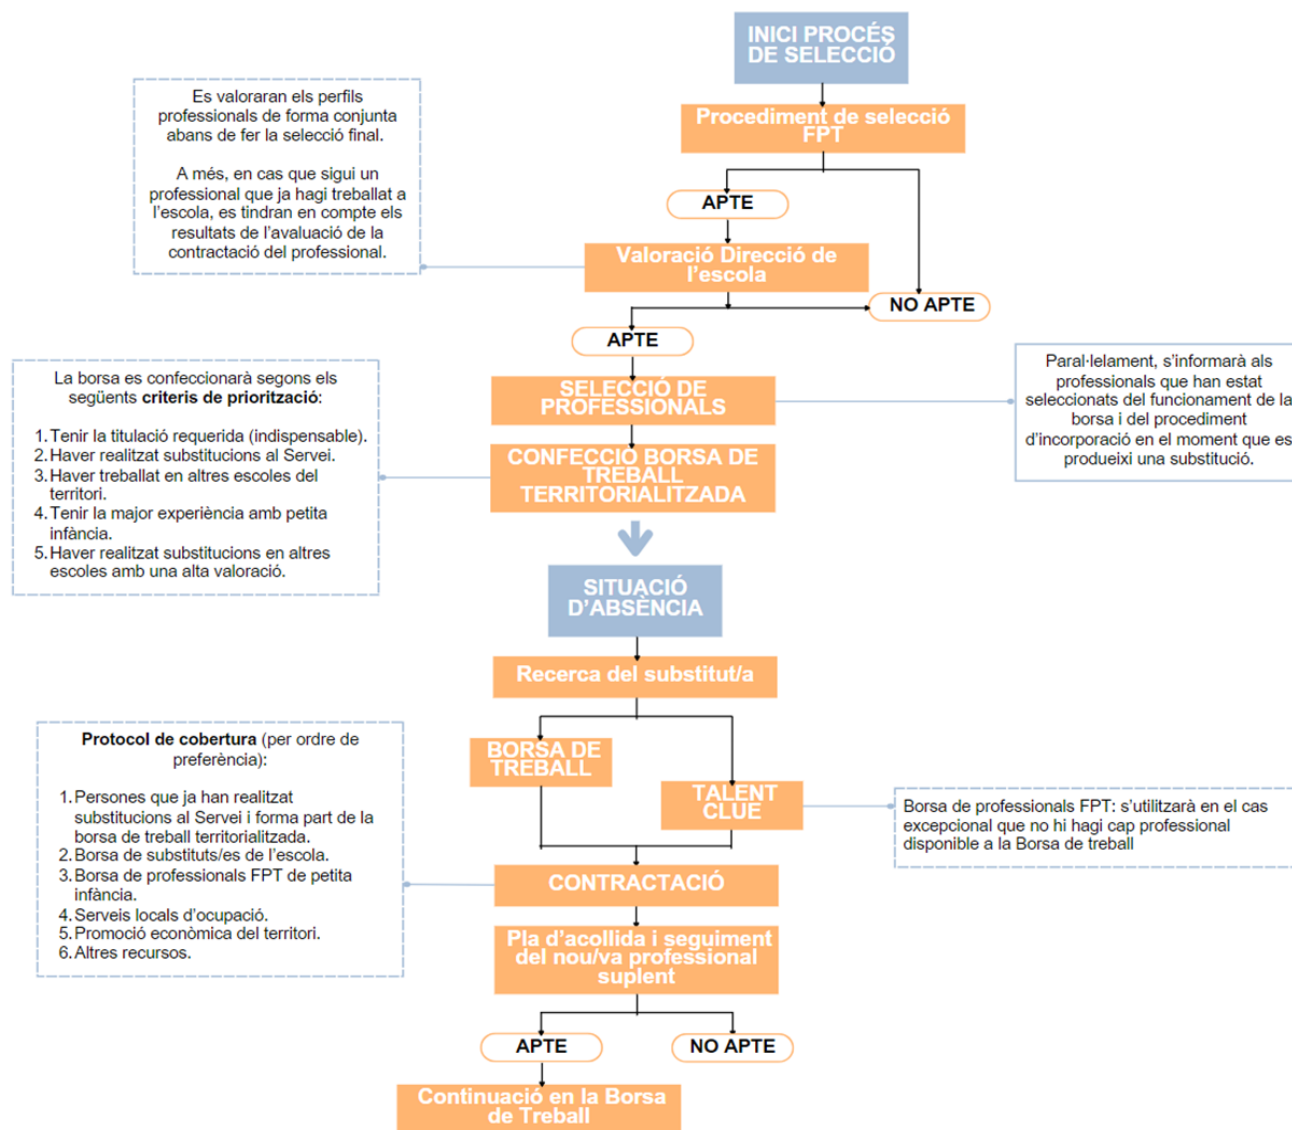 INICI PROCÉS
DE SELECCIÓ
Es valoraran els perfils
professionals de forma conjunta
abans de fer la selecció final.
A més, en cas que sigui un
professional que ja hagi treballat a
l'escola, es tindran en compte els
resultats de l'avaluació de la
contractació del professional.
Procediment de selecció
FPT
APTE
Valoració Direcció de
l'escola
NO APTE
APTE
La borsa es confeccionarà segons els
següents criteris de priorització:
1. Tenir la titulació requerida (indispensable).
2. Haver realitzat substitucions al Servei.
3. Haver treballat en altres escoles del
territori.
4. Tenir la major experiència amb petita
infància.
5. Haver realitzat substitucions en altres
escoles amb una alta valoració.
SELECCIÓ DE
PROFESSIONALS
Paral·lelament, s'informarà als
professionals que han estat
seleccionats del funcionament de la
borsa i del procediment
d'incorporació en el moment que es
produeixi una substitució.
CONFECCIÓ BORSA DE
TREBALL
TERRITORIALITZADA
SITUACIÓ
D'ABSÈNCIA
Recerca del substitut/a
Protocol de cobertura (per ordre de
preferència):
1. Persones que ja han realitzat
substitucions al Servei i forma part de la
borsa de treball territorialitzada.
2. Borsa de substituts/es de l'escola.
3. Borsa de professionals FPT de petita
infància.
4. Serveis locals d'ocupació.
5. Promoció econòmica del territori.
6. Altres recursos.
BORSA DE
TREBALL
TALENT
CLUE
Borsa de professionals FPT: s'utilitzarà en el cas
excepcional que no hi hagi cap professional
disponible a la Borsa de treball
CONTRACTACIÓ
Pla d'acollida i seguiment
del nou/va professional
suplent
APTE
NO APTE
Continuació en la Borsa
de Treball